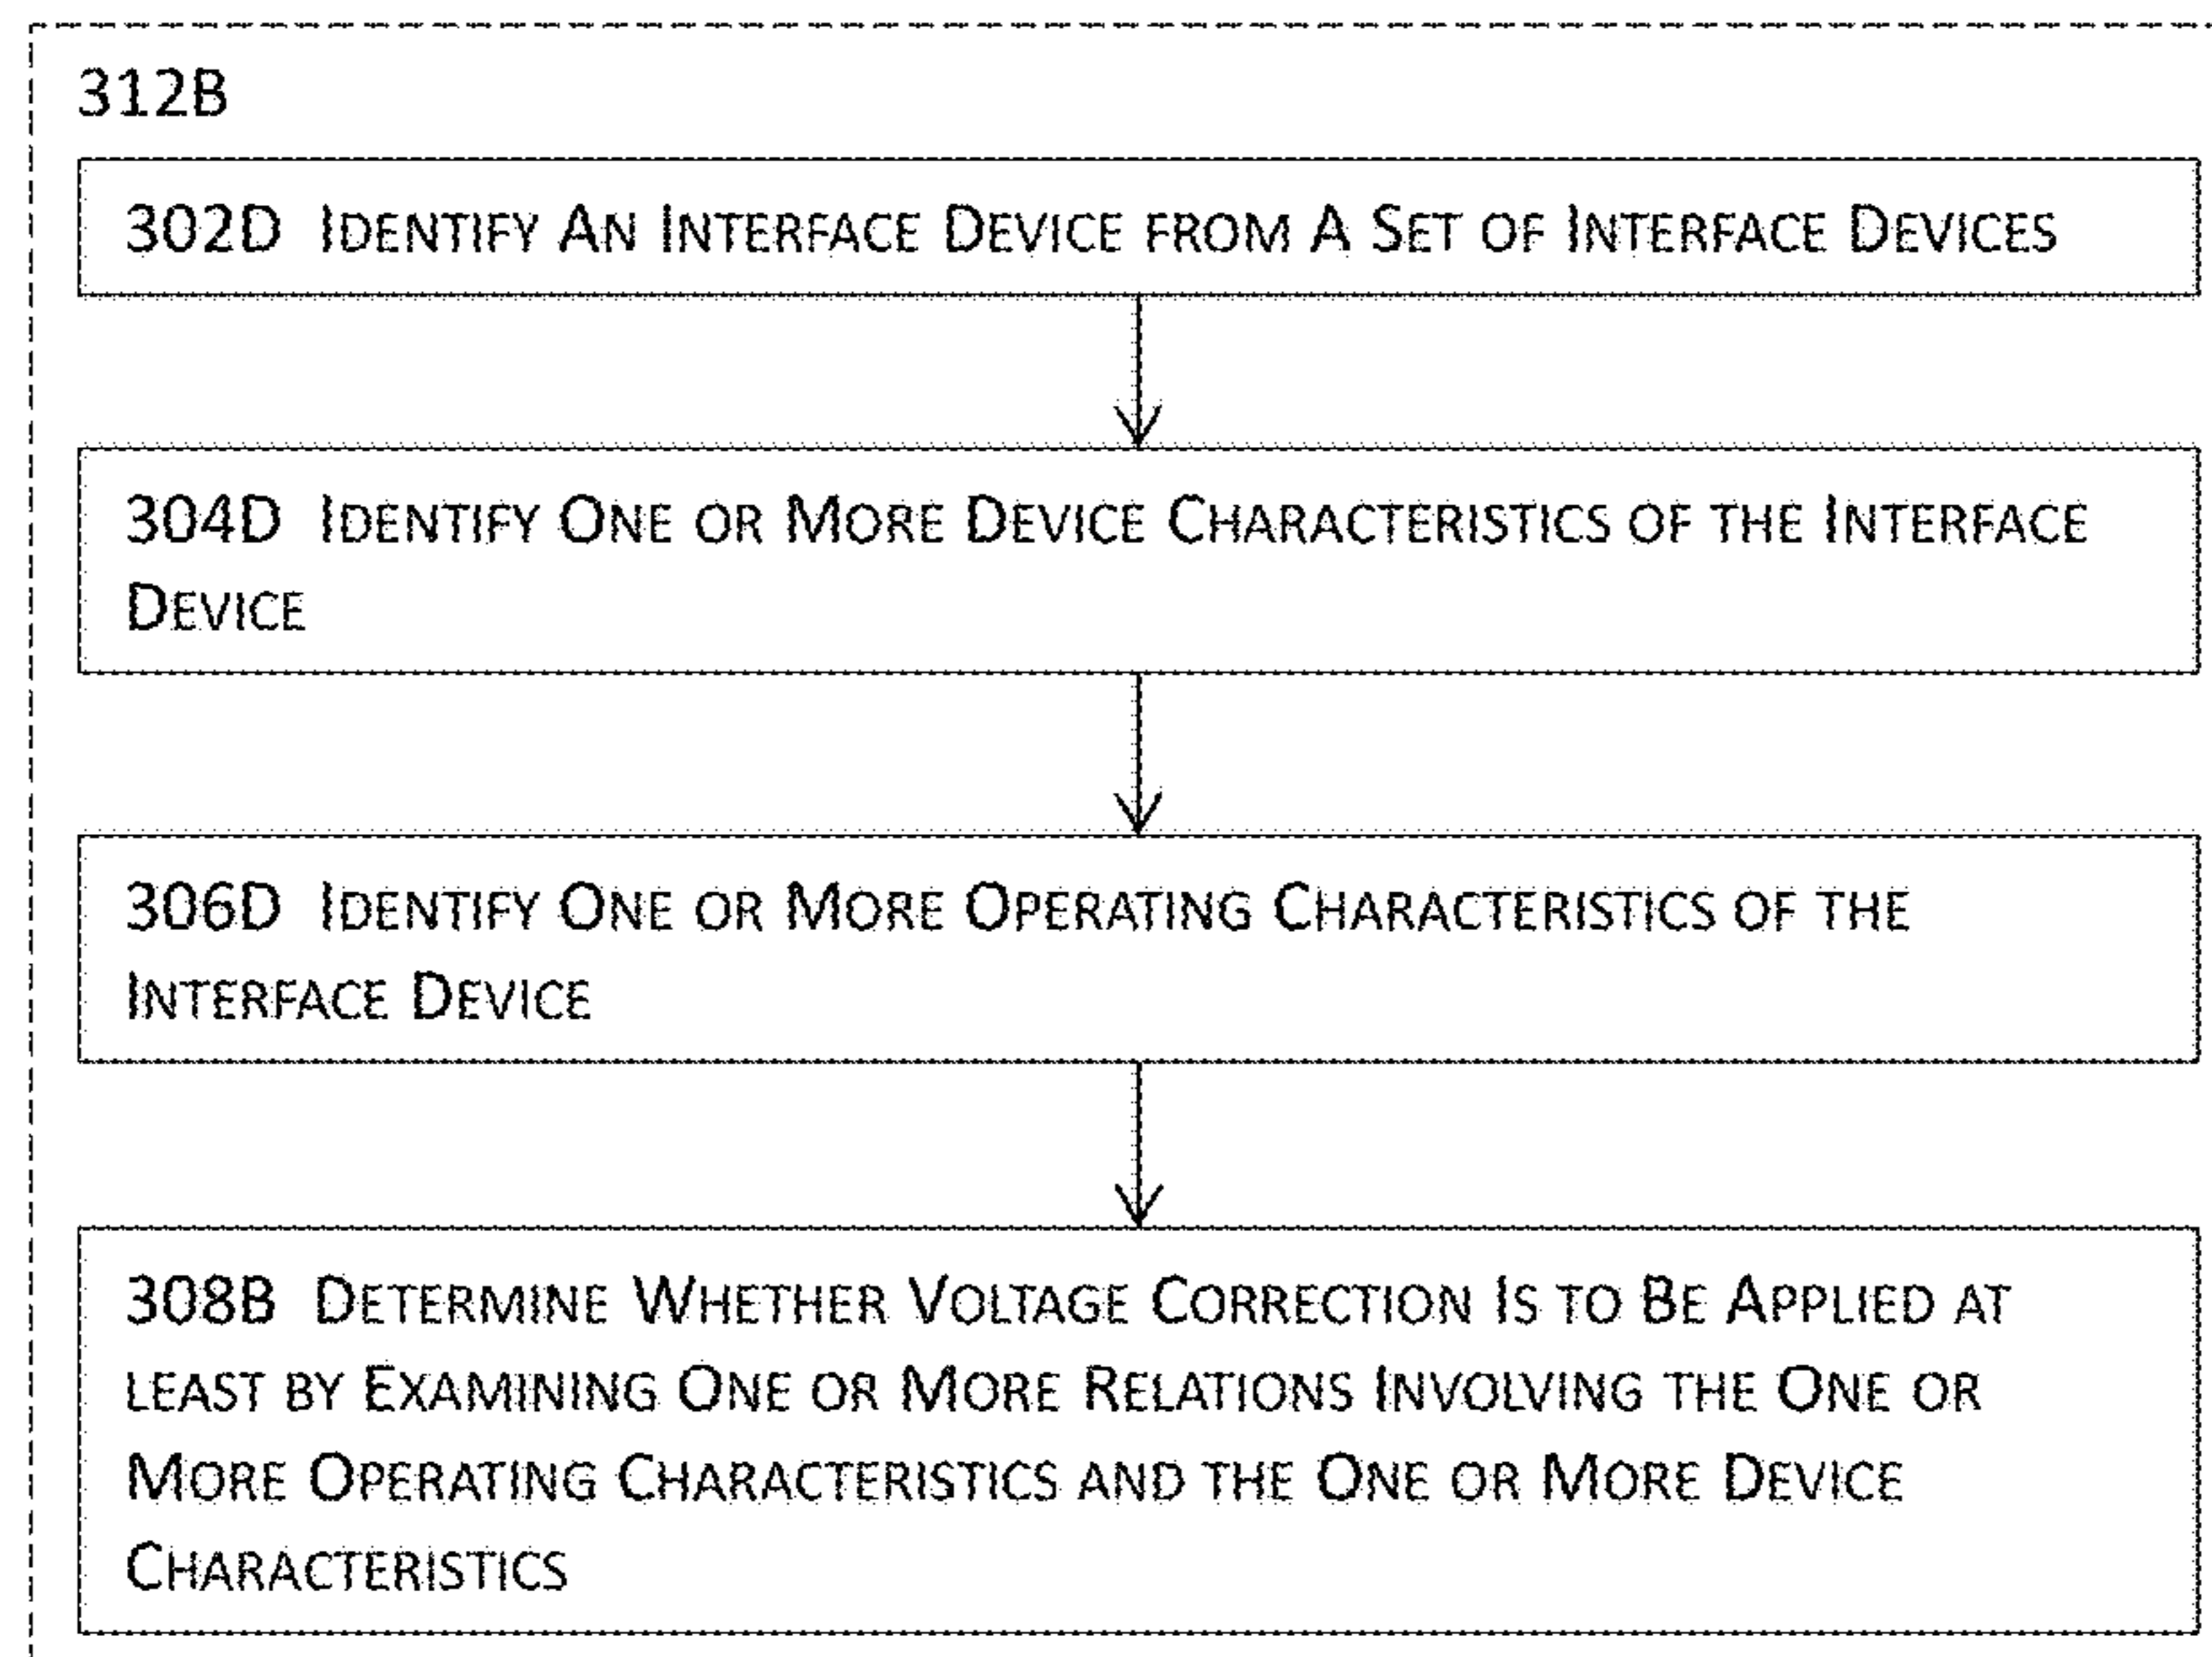 312B
302D IDENTIFY AN INTERFACE DEVICE FROM A SET OF INTERFACE DEVICES
304D IDENTIFY ONE OR MORE DEVICE CHARACTERISTICS OF THE INTERFACE
DEVICE
306D IDENTIFY ONE OR MORE OPERATING CHARACTERISTICS OF THE
INTERFACE DEVICE
308B DETERMINE WHETHER VOLTAGE CORRECTION IS TO BE APPLIED AT
LEAST BY EXAMINING ONE OR MORE RELATIONS INVOLVING THE ONE OR
MORE OPERATING CHARACTERISTICS AND THE ONE OR MORE DEVICE
CHARACTERISTICS